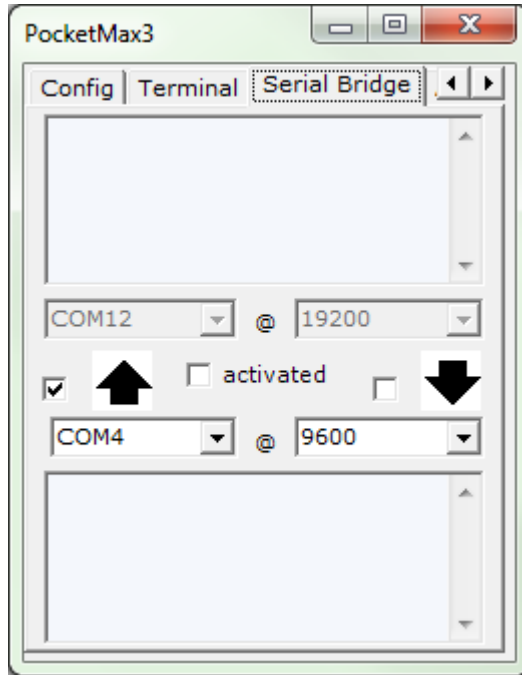 PocketMax3
Config Terminal Serial Bridge
COM12 @ 19200
activated
COM4 @ 9600